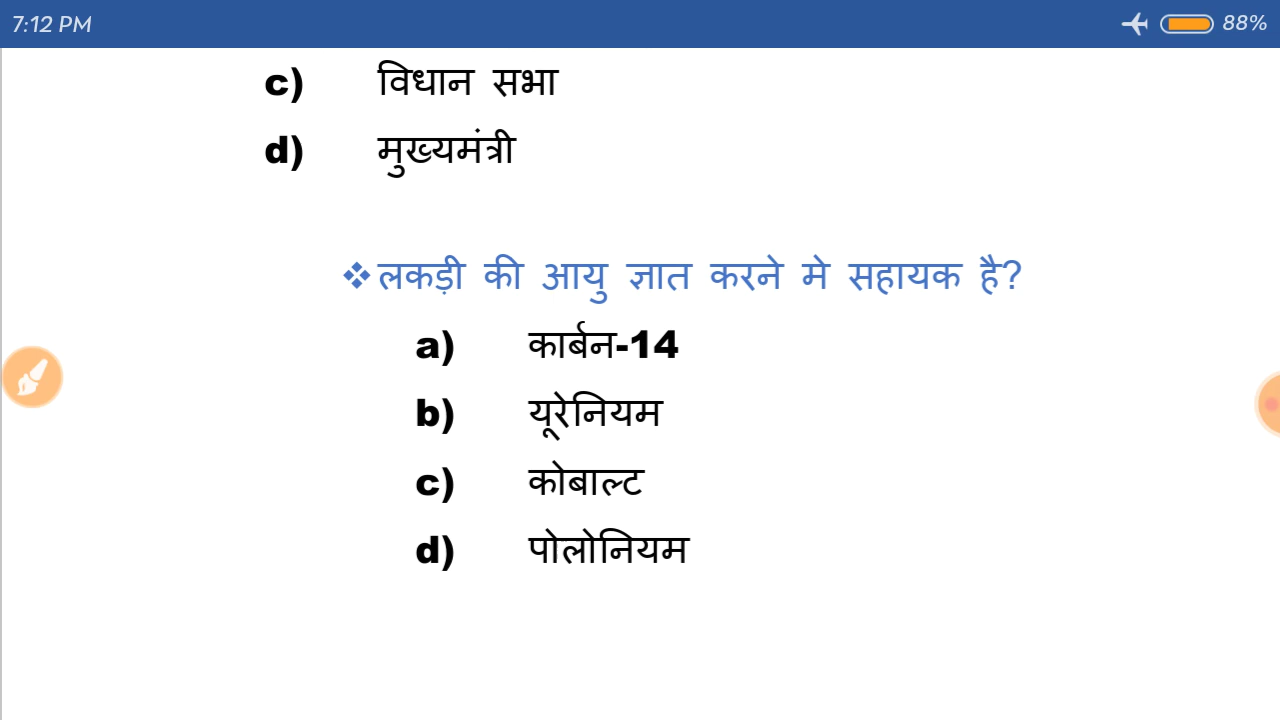 7:12 PM 88%
c) विधान सभा
d) मुख्यमंत्री
❖ लकड़ी की आयु ज्ञात करने मे सहायक है?
a) कार्बन-14
b) यूरेनियम
c) कोबाल्ट
d) पोलोनियम